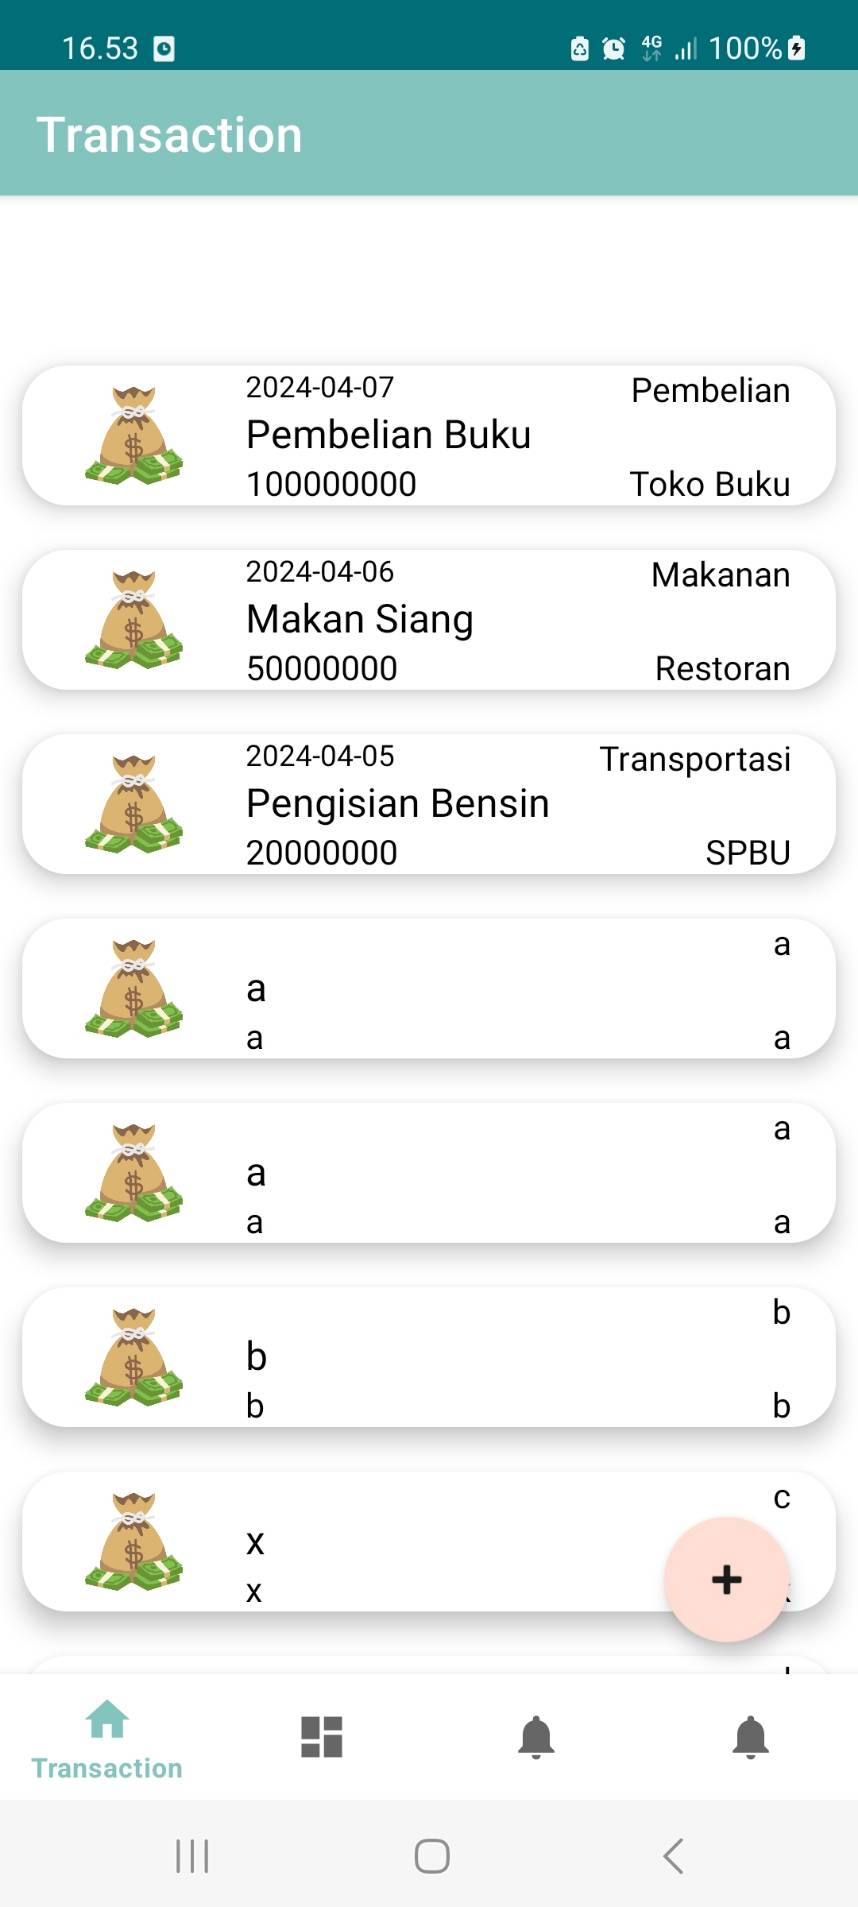 16.53
4G
100%
Transaction
2024-04-07
Pembelian
Pembelian Buku
100000000
Toko Buku
2024-04-06
Makanan
Makan Siang
50000000
Restoran
2024-04-05
Transportasi
Pengisian Bensin
20000000
SPBU
a
a
a
a
a
a
a
a
b
b
b
b
c
x
x
+
Transaction